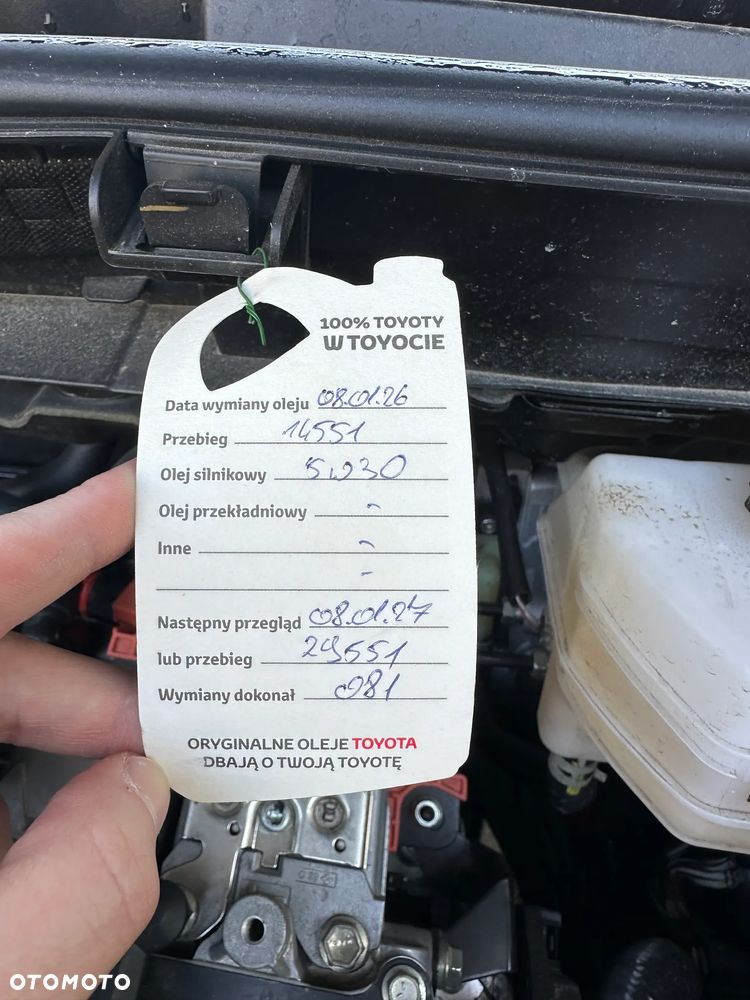 100% TOYOTY
W TOYOCIE
Data wymiany oleju 08.01.26
Przebieg 14551
Olej silnikowy 5W30
Olej przekładniowy -
Inne -
-
Następny przegląd 08.01.27
lub przebieg 29551
Wymiany dokonał 081
ORYGINALNE OLEJE TOYOTA
DBAJĄ O TWOJĄ TOYOTĘ
OTOMOTO